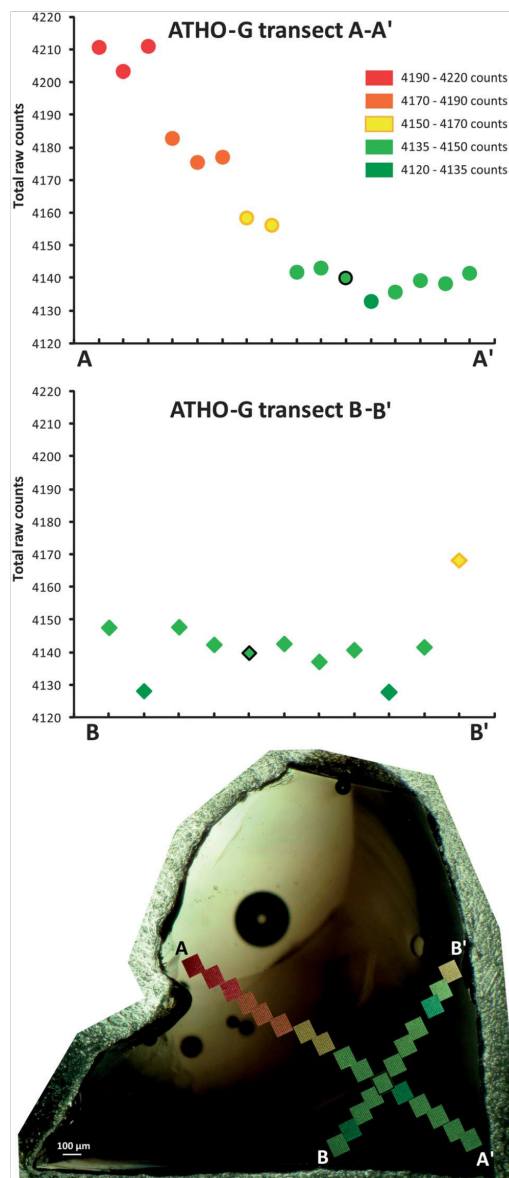 ATHO-G transect A-A'
Total raw counts
4220
4210
4200
4190
4180
4170
4160
4150
4140
4130
4120
4190 - 4220 counts
4170 - 4190 counts
4150 - 4170 counts
4135 - 4150 counts
4120 - 4135 counts
A A'
ATHO-G transect B-B'
Total raw counts
4220
4210
4200
4190
4180
4170
4160
4150
4140
4130
4120
B B'
A B'
B A'
100 µm